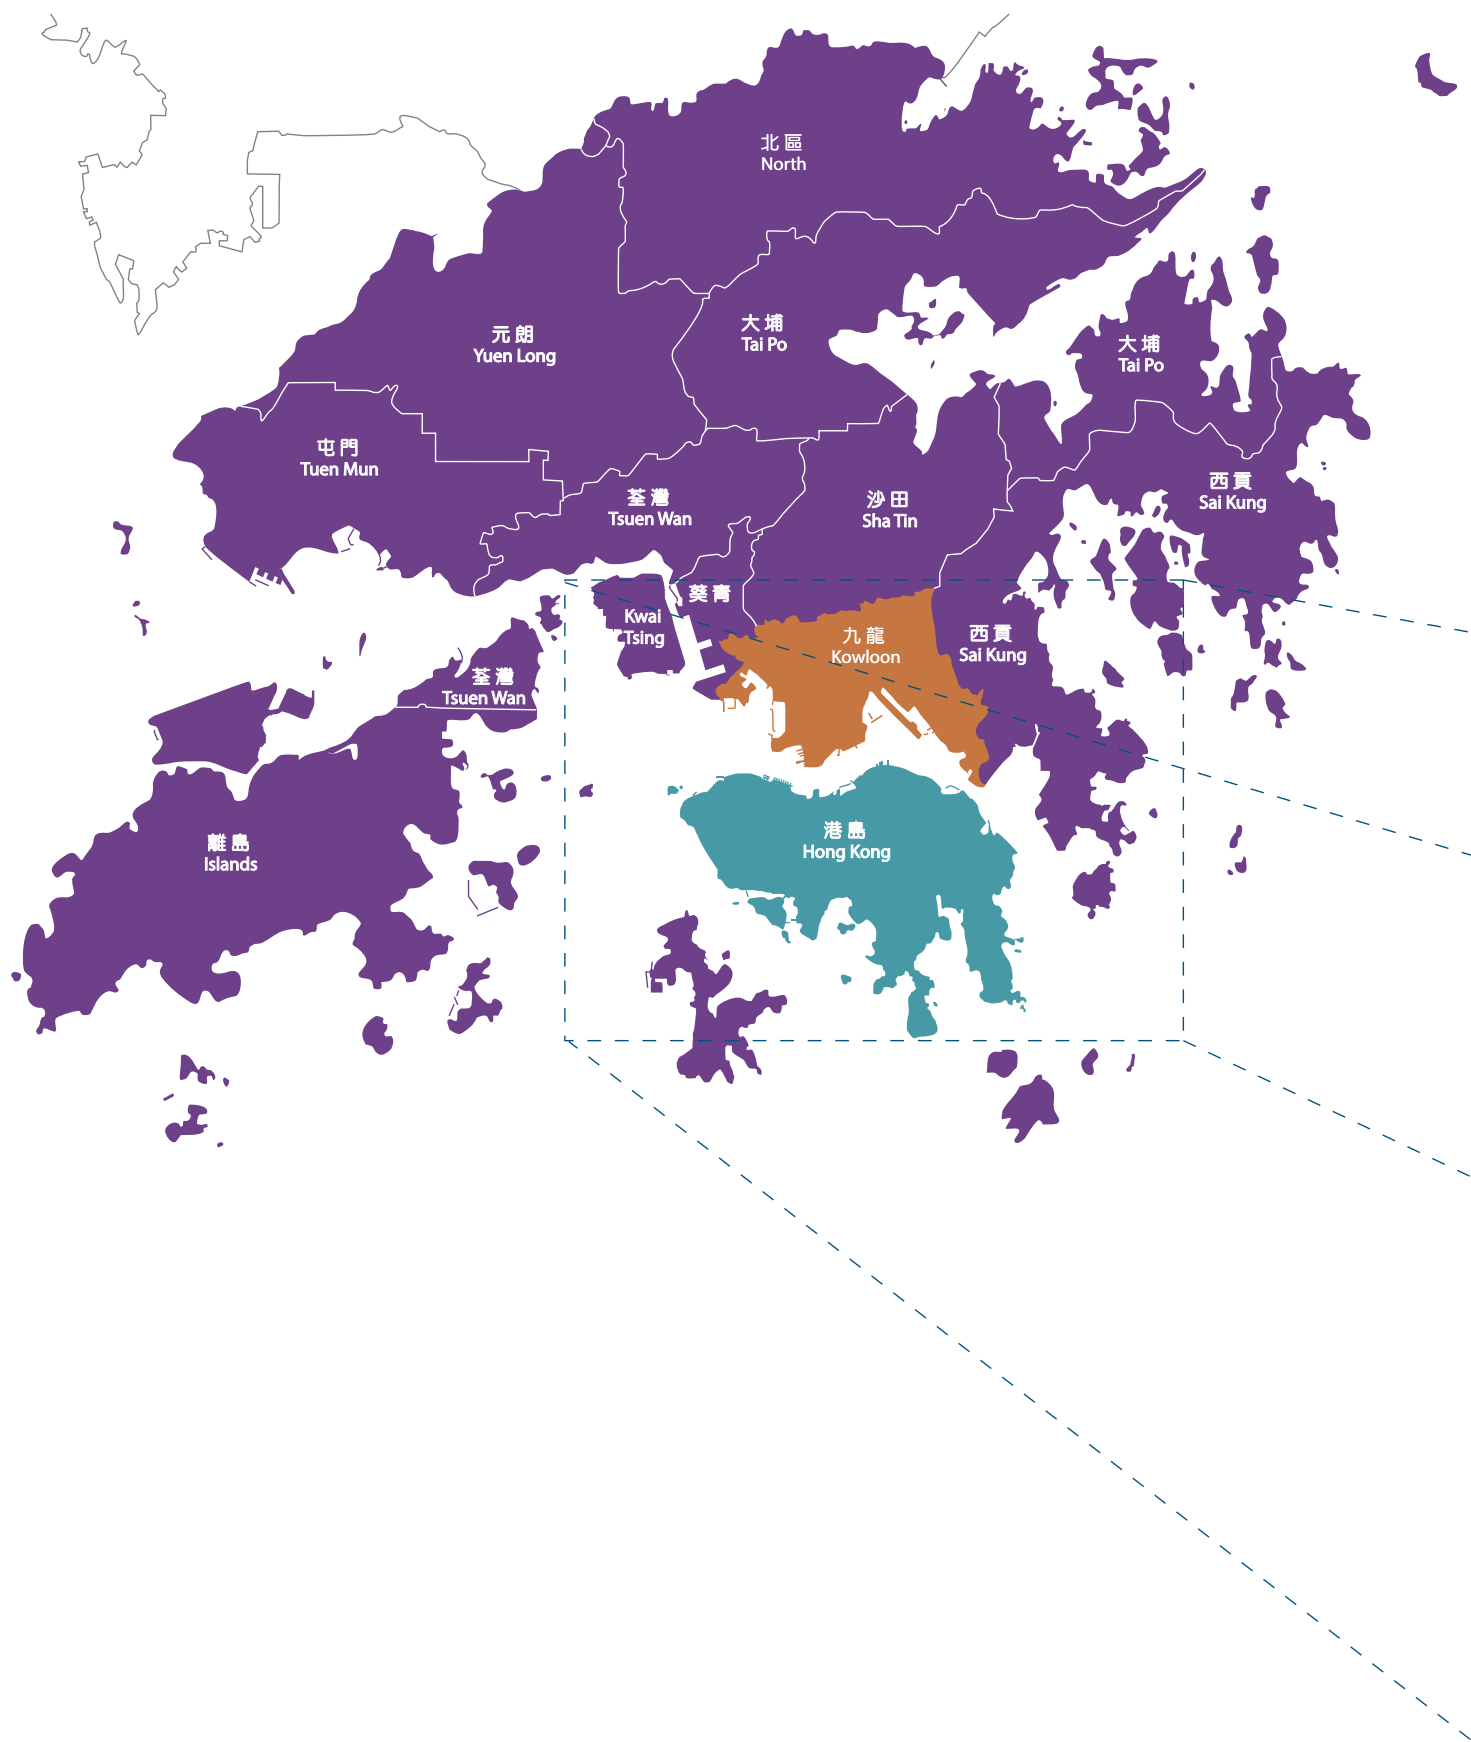 北區
North
元朗
Yuen Long
大埔
Tai Po
大埔
Tai Po
屯門
Tuen Mun
荃灣
Tsuen Wan
沙田
Sha Tin
西貢
Sai Kung
葵青
Kwai
Tsing
九龍
Kowloon
西貢
Sai Kung
荃灣
Tsuen Wan
離島
Islands
港島
Hong Kong